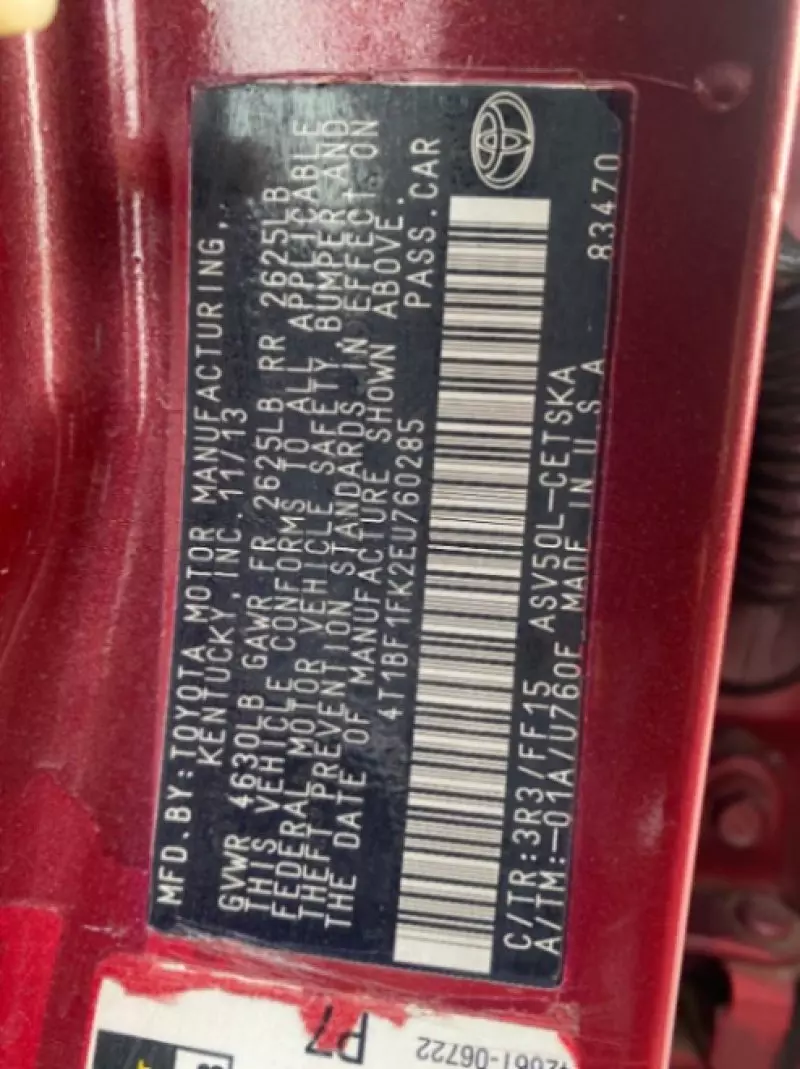 MFD.BY:TOYOTA MOTOR MANUFACTURING,
KENTUCKY,INC. 11/13
GVWR 4630LB GAWR FR 2625LB RR 2625LB
THIS VEHICLE CONFORMS TO ALL APPLICABLE
FEDERAL MOTOR VEHICLE SAFETY,BUMPER,AND
THEFT PREVENTION STANDARDS IN EFFECT ON
THE DATE OF MANUFACTURE SHOWN ABOVE.
4T1BF1FK2EU760285 PASS.CAR
C/TR:3R3/FF15 ASV50L-CETSKA 83470
A/TM:-01A/U760F MADE IN U S A
P7
42061-06722